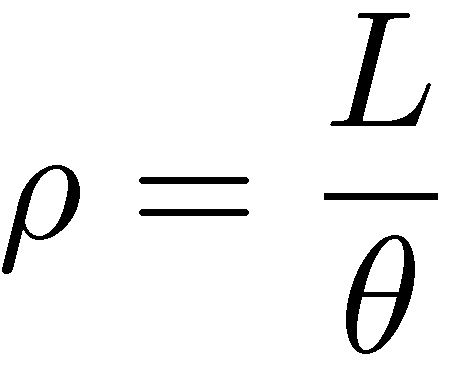 ρ = L/θ